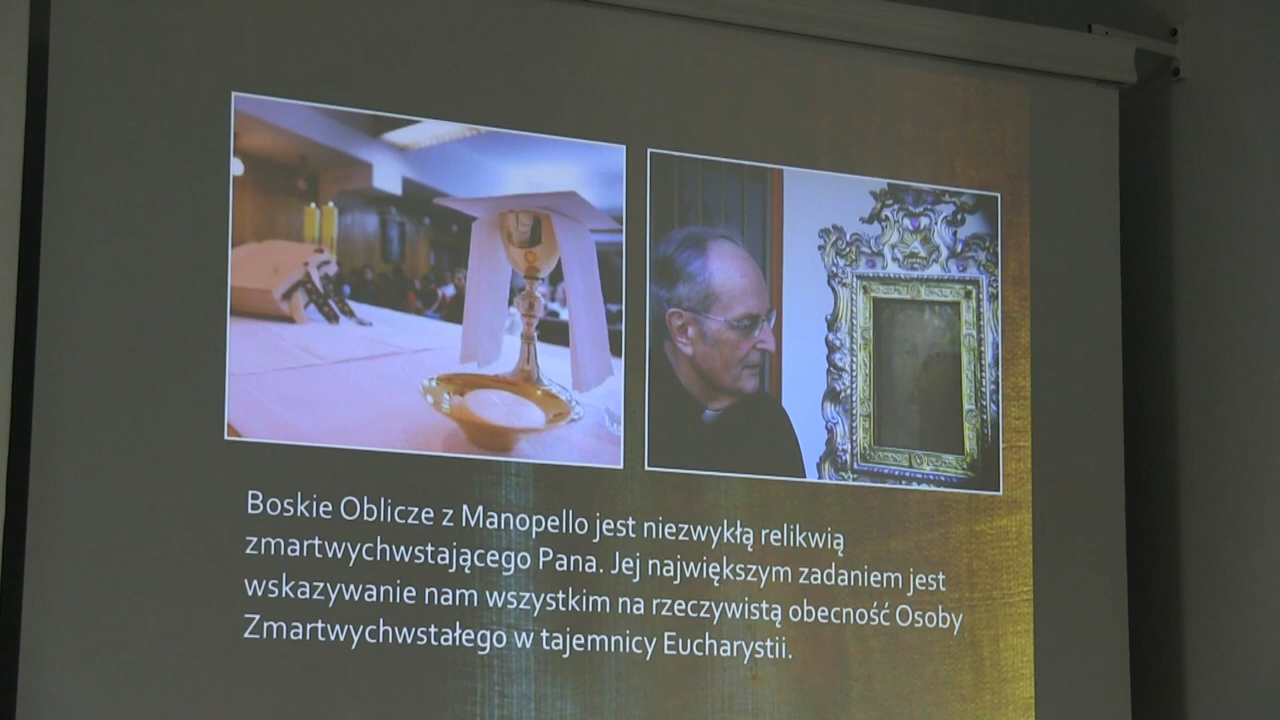 Boskie Oblicze z Manopello jest niezwykłą relikwią
zmartwychwstającego Pana. Jej największym zadaniem jest
wskazywanie nam wszystkim na rzeczywistą obecność Osoby
Zmartwychwstałego w tajemnicy Eucharystii.